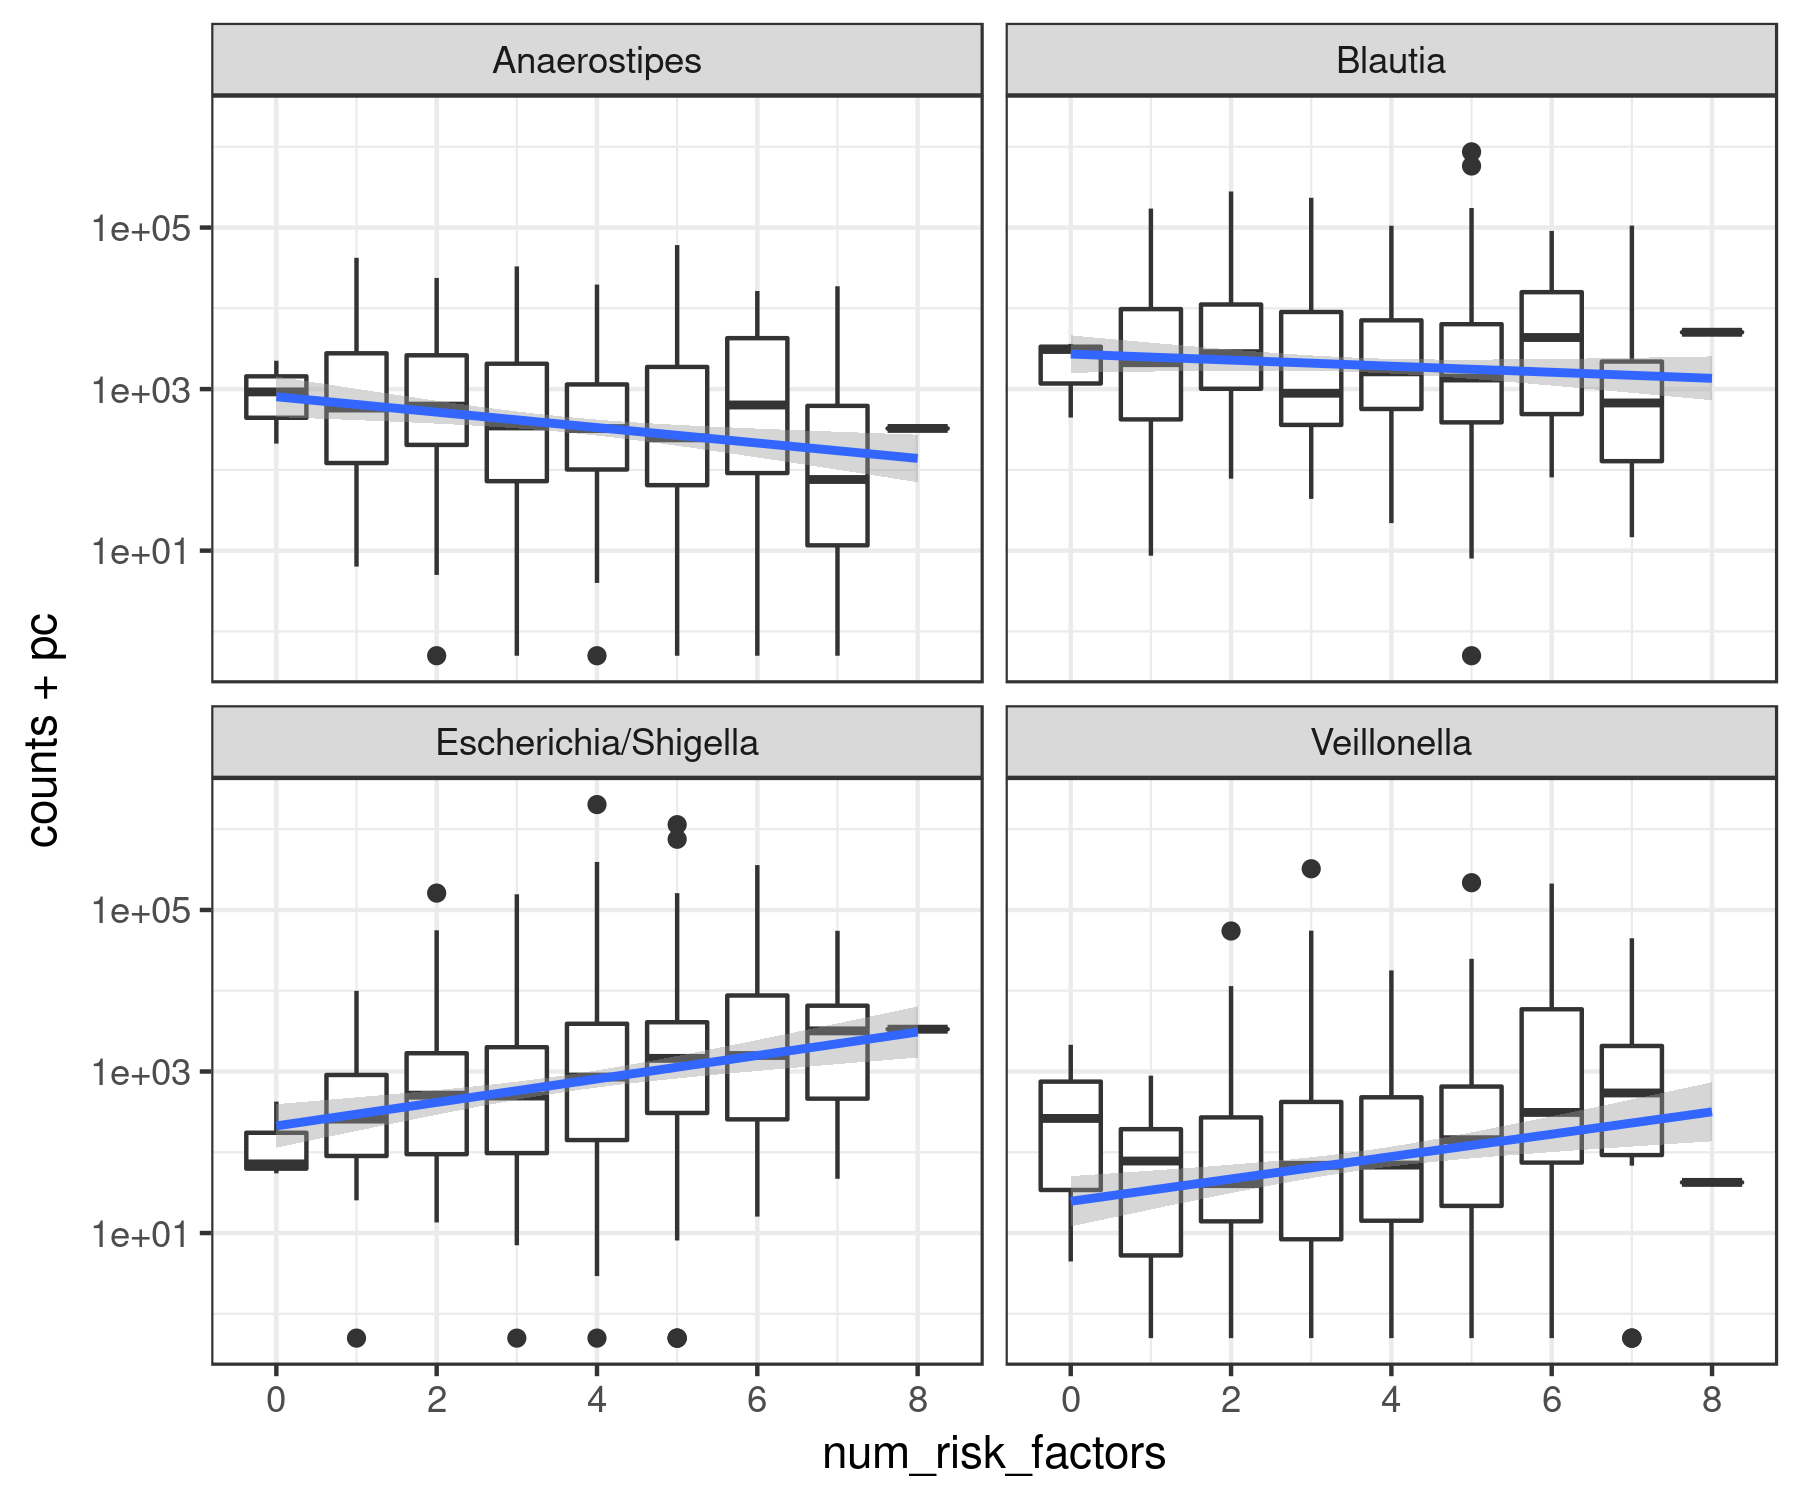 Anaerostipes
Blautia
1e+05
1e+03
1e+01
Escherichia/Shigella
Veillonella
1e+05
1e+03
1e+01
0 2 4 6 8
0 2 4 6 8
counts + pc
num_risk_factors